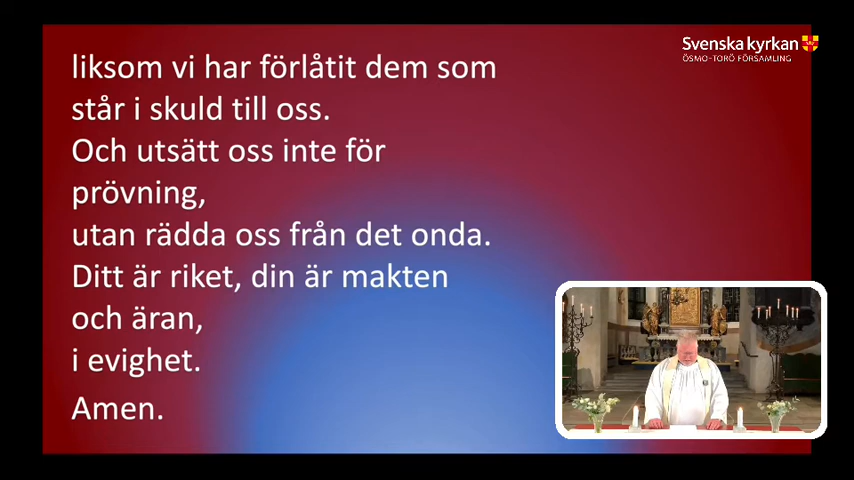 Svenska kyrkan
ÖSMO-TORÖ FÖRSAMLING
liksom vi har förlåtit dem som
står i skuld till oss.
Och utsätt oss inte för
prövning,
utan rädda oss från det onda.
Ditt är riket, din är makten
och äran,
i evighet.
Amen.